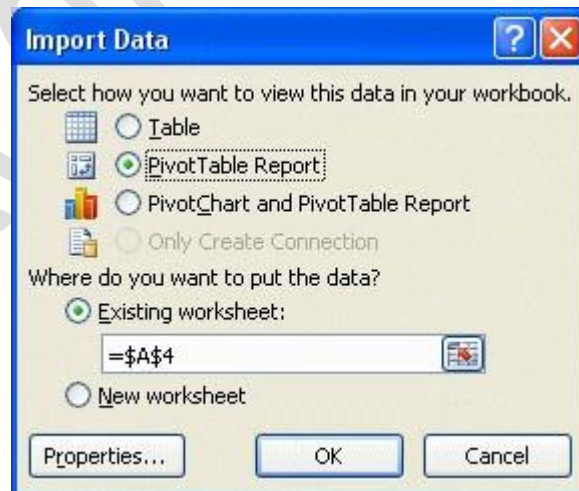 Import Data
Select how you want to view this data in your workbook.
Table
PivotTable Report
PivotChart and PivotTable Report
Only Create Connection
Where do you want to put the data?
Existing worksheet:
=$A$4
New worksheet
Properties... OK Cancel